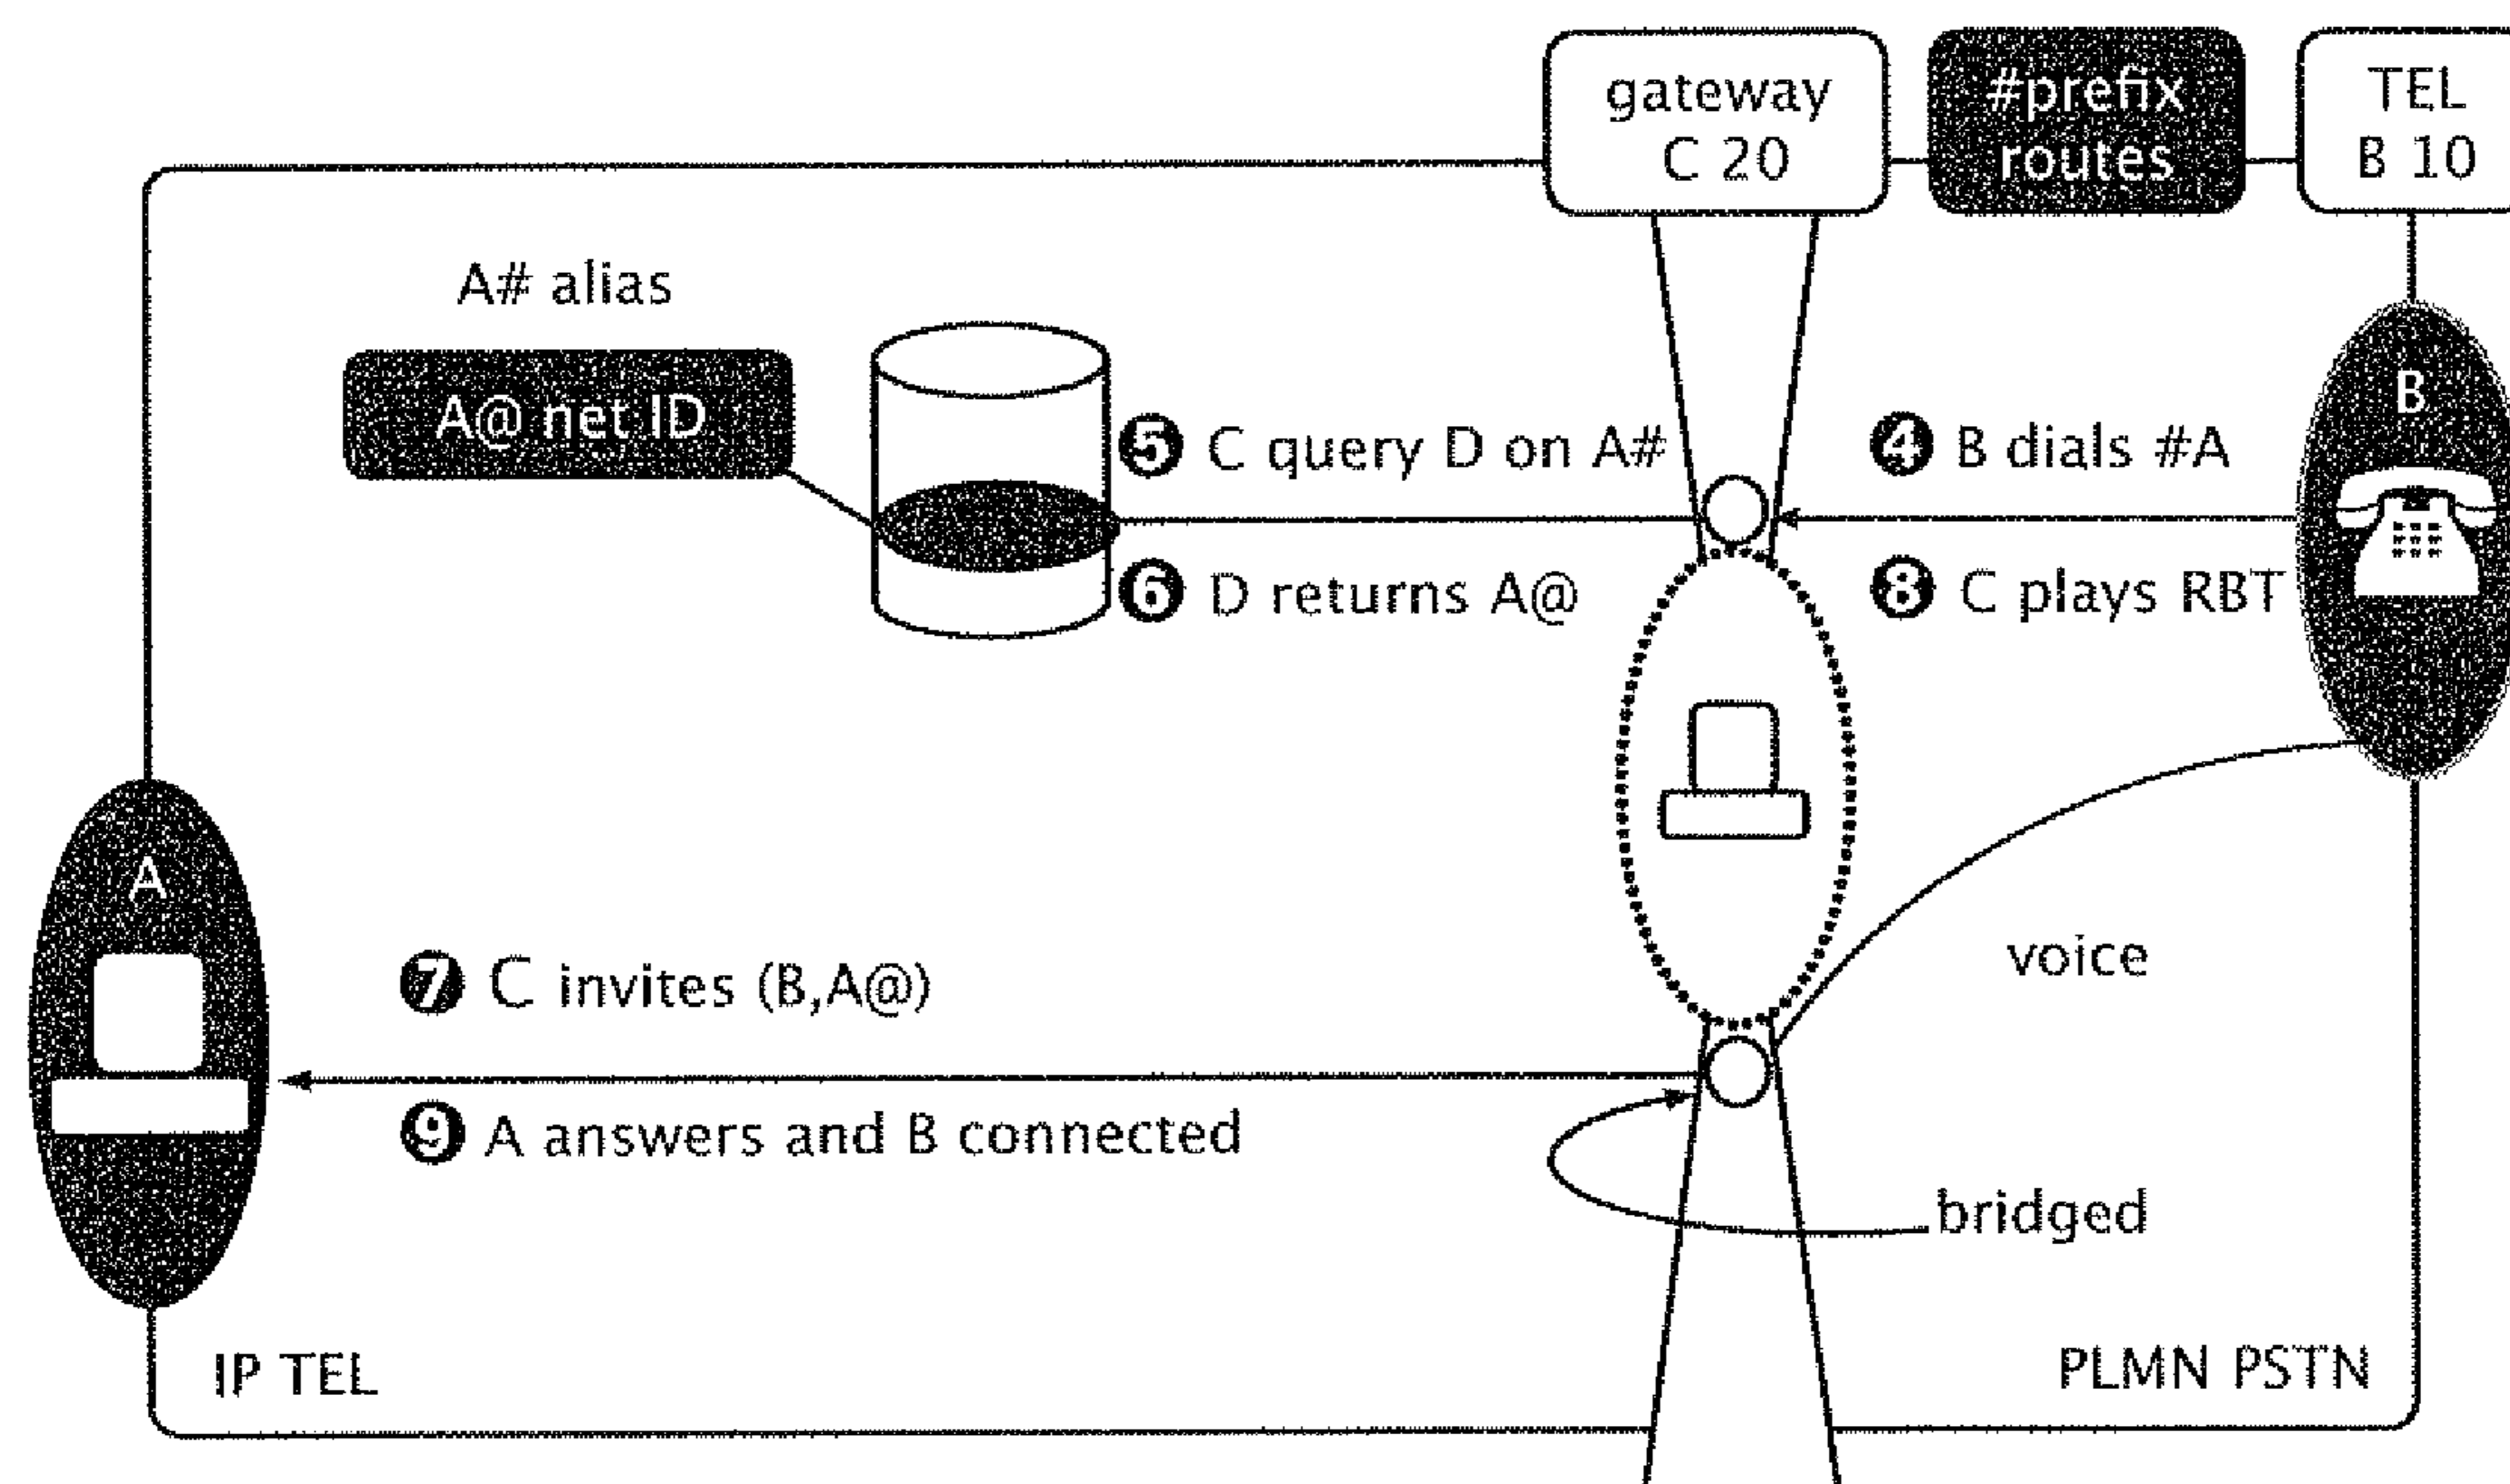 gateway
C 20
#prefix
routes
TEL
B 10
A# alias
A@ net ID
B
❺ C query D on A#
❹ B dials #A
❻ D returns A@
❽ C plays RBT
A
❼ C invites (B,A@)
voice
❾ A answers and B connected
bridged
IP TEL
PLMN PSTN